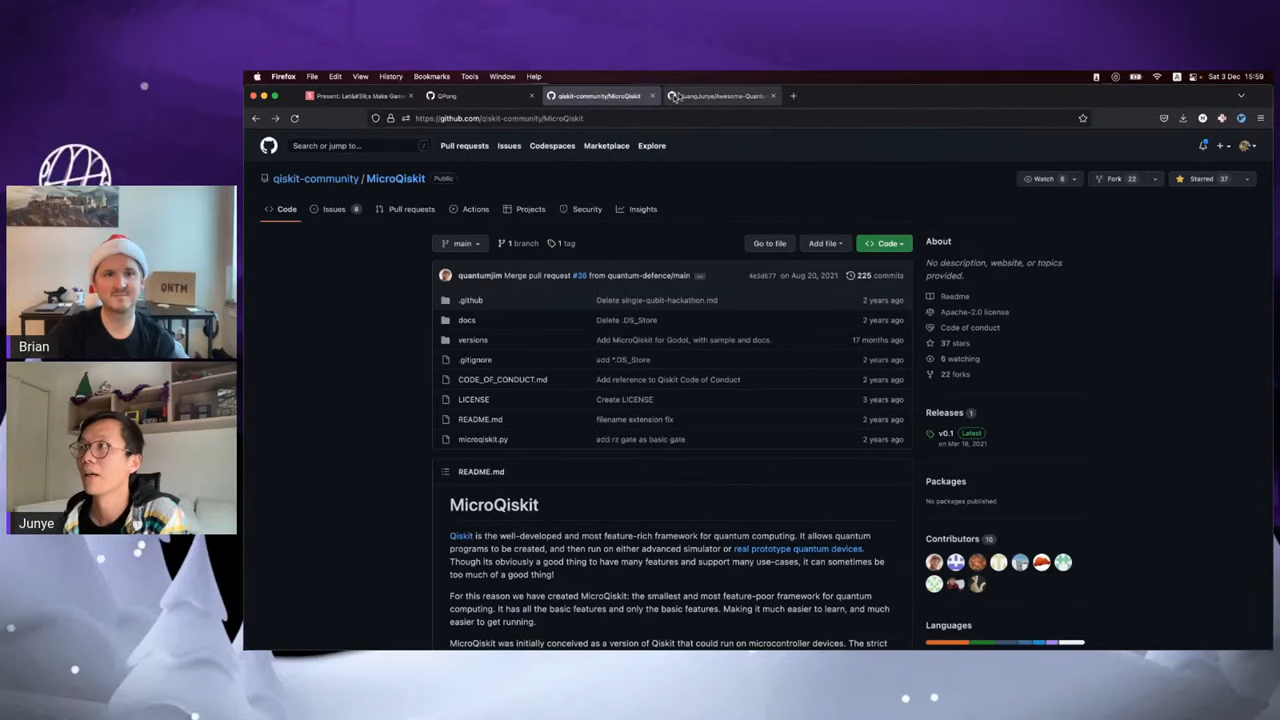 Firefox File Edit View History Bookmarks Tools Window Help
Sat 3 Dec 15:59
Present: Let&#39;s Make Game
QPong
qiskit-community/MicroQiskit
uangJunye/Awesome-Quantu
https://github.com/qiskit-community/MicroQiskit
Search or jump to... /
Pull requests Issues Codespaces Marketplace Explore
qiskit-community / MicroQiskit Public
Watch 6 Fork 22 Starred 37
Code Issues 8 Pull requests Actions Projects Security Insights
main 1 branch 1 tag Go to file Add file Code
quantumjim Merge pull request #36 from quantum-defence/main ... 4e5d677 on Aug 20, 2021 225 commits
.github Delete single-qubit-hackathon.md 2 years ago
docs Delete .DS_Store 2 years ago
versions Add MicroQiskit for Godot, with sample and docs. 17 months ago
.gitignore add *.DS_Store 2 years ago
CODE_OF_CONDUCT.md Add reference to Qiskit Code of Conduct 2 years ago
LICENSE Create LICENSE 3 years ago
README.md filename extension fix 2 years ago
microqiskit.py add rz gate as basic gate 2 years ago
README.md
MicroQiskit
Qiskit is the well-developed and most feature-rich framework for quantum computing. It allows quantum
programs to be created, and then run on either advanced simulator or real prototype quantum devices.
Though its obviously a good thing to have many features and support many use-cases, it can sometimes be
too much of a good thing!
For this reason we have created MicroQiskit: the smallest and most feature-poor framework for quantum
computing. It has all the basic features and only the basic features. Making it much easier to learn, and much
easier to get running.
MicroQiskit was initially conceived as a version of Qiskit that could run on microcontroller devices. The strict
About
No description, website, or topics
provided.
Readme
Apache-2.0 license
Code of conduct
37 stars
6 watching
22 forks
Releases 1
v0.1 Latest
on Mar 18, 2021
Packages
No packages published
Contributors 10
Languages
QNTM
Brian
Junye